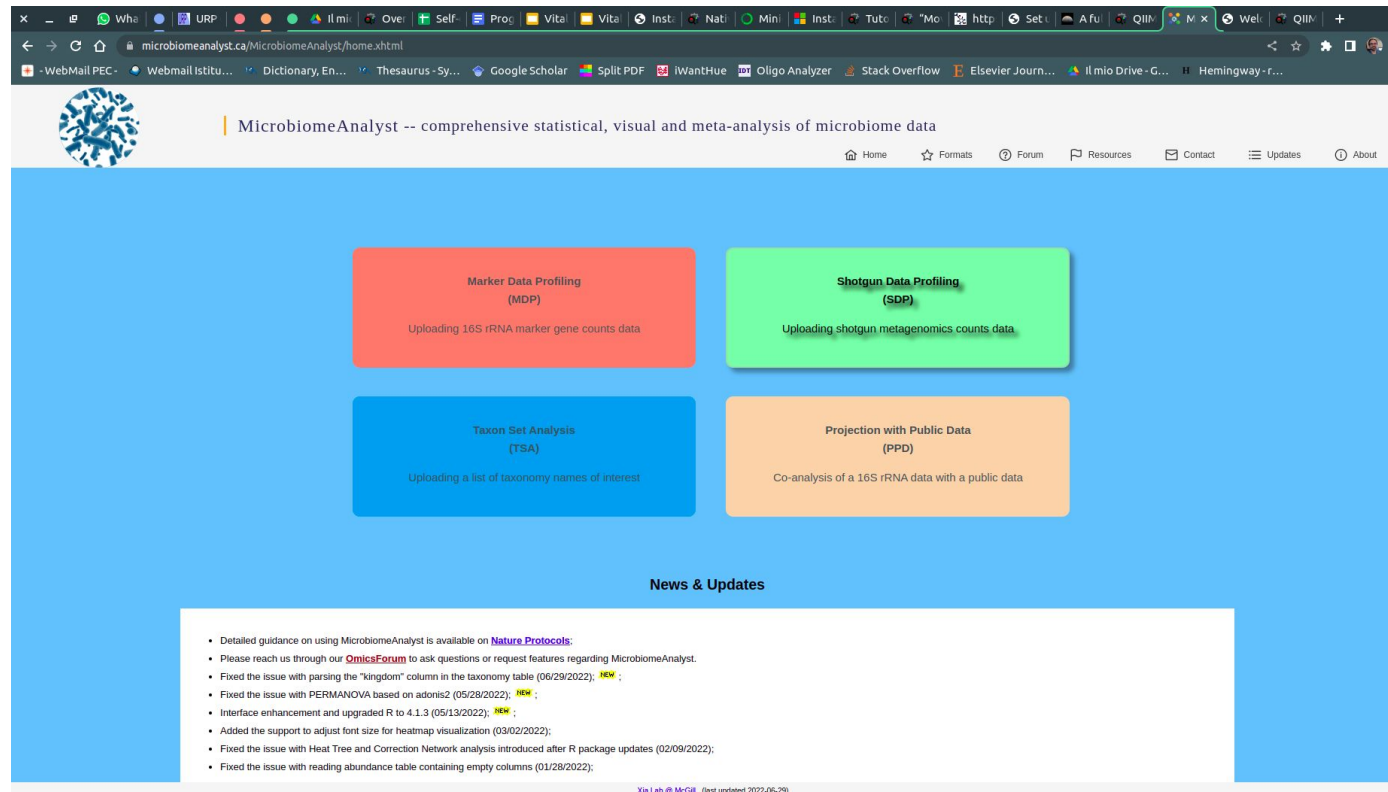 Wha
URP
Il mic
Over
Self-
Prog
Vital
Vital
Insta
Nati
Mini
Insta
Tuto
"Mo
http
Set u
A ful
QIIM
M
Welc
QIIM
microbiomeanalyst.ca/MicrobiomeAnalyst/home.xhtml
- WebMail PEC -
Webmail Istitu...
Dictionary, En...
Thesaurus - Sy...
Google Scholar
Split PDF
iWantHue
IDT
Oligo Analyzer
Stack Overflow
Elsevier Journ...
Il mio Drive - G...
Hemingway - r...
MicrobiomeAnalyst -- comprehensive statistical, visual and meta-analysis of microbiome data
Home
Formats
Forum
Resources
Contact
Updates
About
Marker Data Profiling
(MDP)
Uploading 16S rRNA marker gene counts data
Shotgun Data Profiling
(SDP)
Uploading shotgun metagenomics counts data
Taxon Set Analysis
(TSA)
Uploading a list of taxonomy names of interest
Projection with Public Data
(PPD)
Co-analysis of a 16S rRNA data with a public data
News & Updates
• Detailed guidance on using MicrobiomeAnalyst is available on Nature Protocols;
• Please reach us through our OmicsForum to ask questions or request features regarding MicrobiomeAnalyst.
• Fixed the issue with parsing the "kingdom" column in the taxonomy table (06/29/2022); NEW ;
• Fixed the issue with PERMANOVA based on adonis2 (05/28/2022); NEW ;
• Interface enhancement and upgraded R to 4.1.3 (05/13/2022); NEW ;
• Added the support to adjust font size for heatmap visualization (03/02/2022);
• Fixed the issue with Heat Tree and Correction Network analysis introduced after R package updates (02/09/2022);
• Fixed the issue with reading abundance table containing empty columns (01/28/2022);
Xia Lab @ McGill (last updated 2022-06-29)